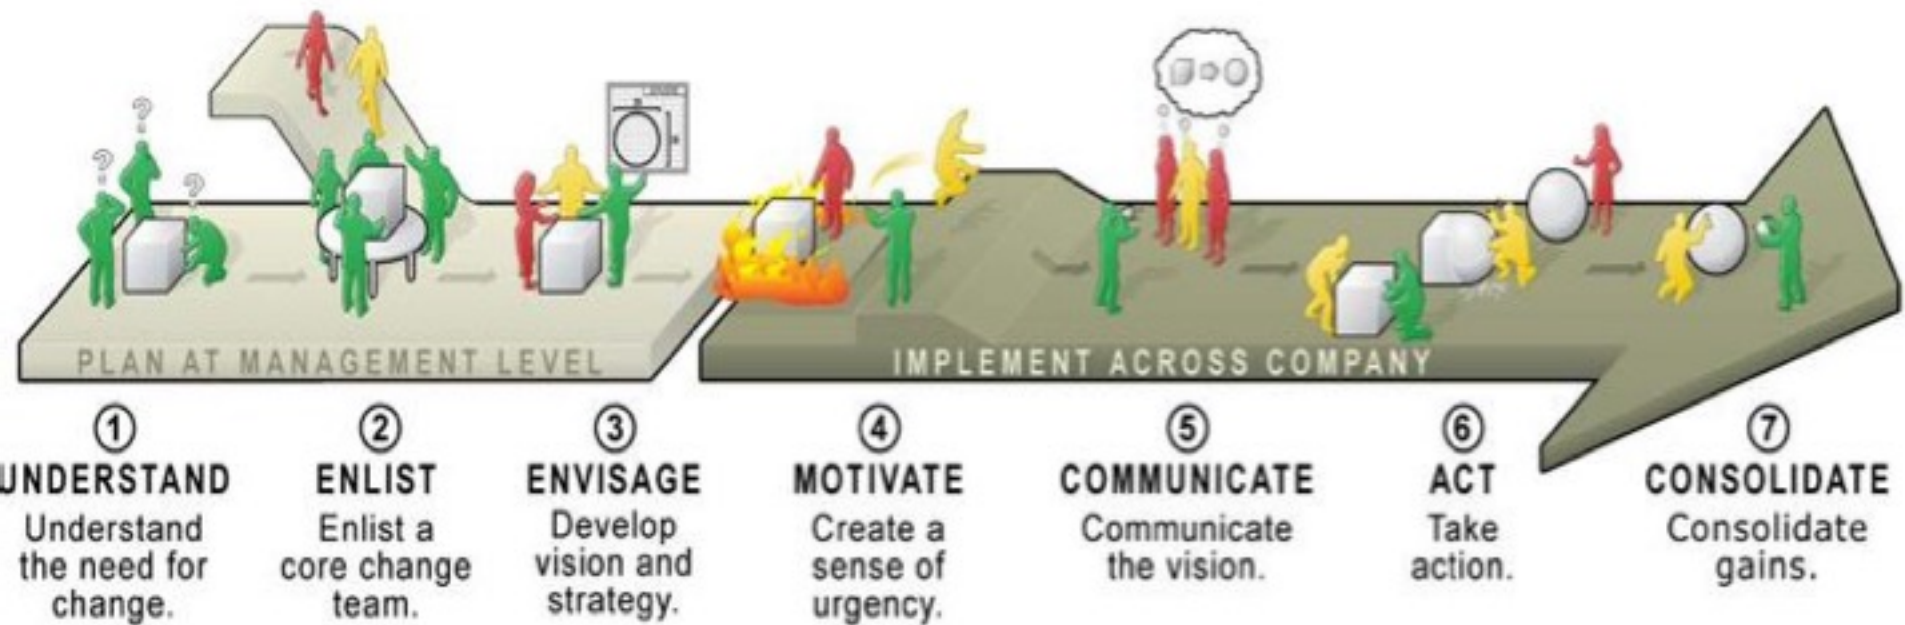 ?
?
?
PLAN AT MANAGEMENT LEVEL
IMPLEMENT ACROSS COMPANY
1
UNDERSTAND
Understand
the need for
change.
2
ENLIST
Enlist a
core change
team.
3
ENVISAGE
Develop
vision and
strategy.
4
MOTIVATE
Create a
sense of
urgency.
5
COMMUNICATE
Communicate
the vision.
6
ACT
Take
action.
7
CONSOLIDATE
Consolidate
gains.